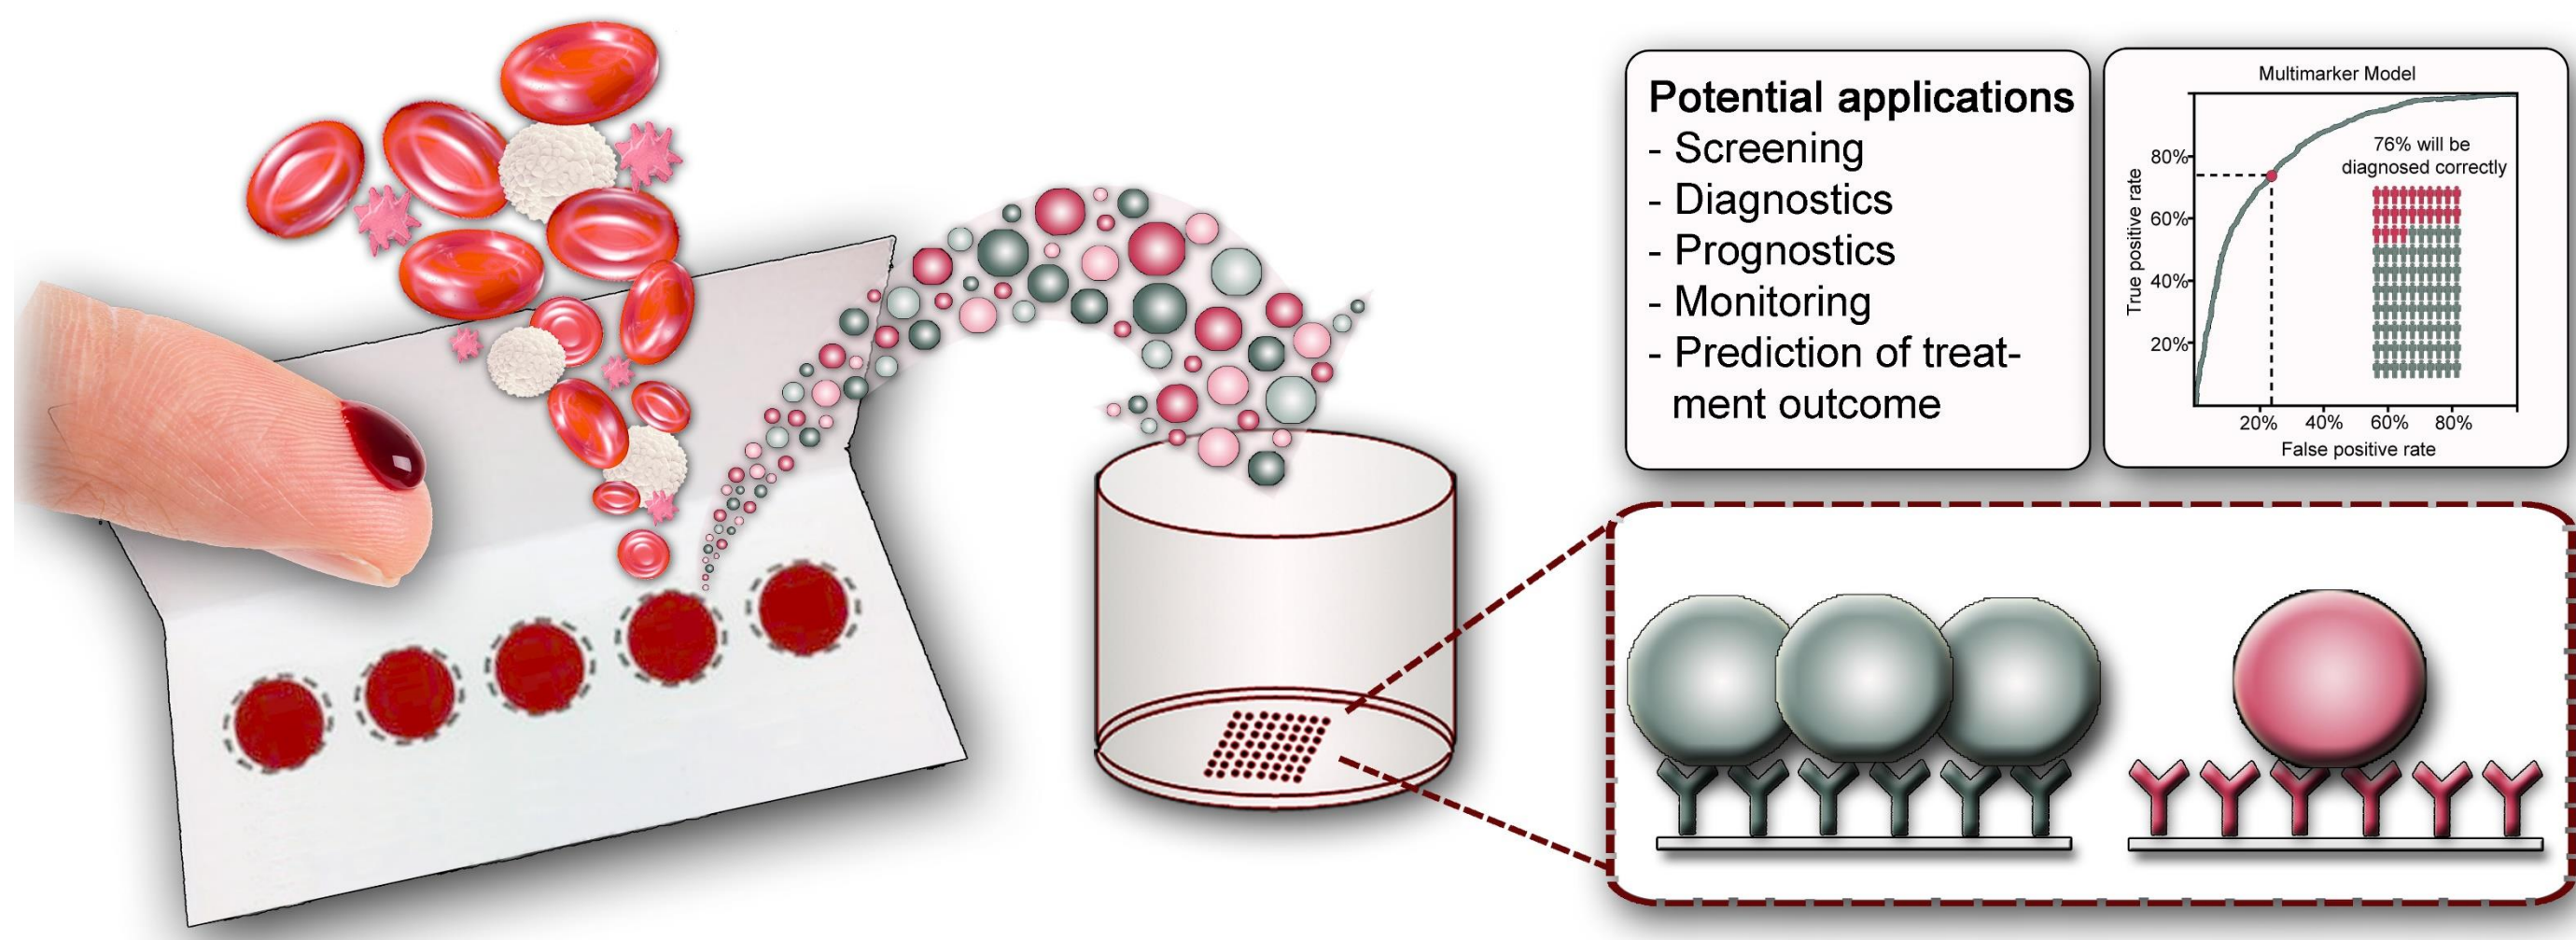 Potential applications
- Screening
- Diagnostics
- Prognostics
- Monitoring
- Prediction of treat-
ment outcome
Multimarker Model
76% will be
diagnosed correctly
True positive rate
80%
60%
40%
20%
20% 40% 60% 80%
False positive rate